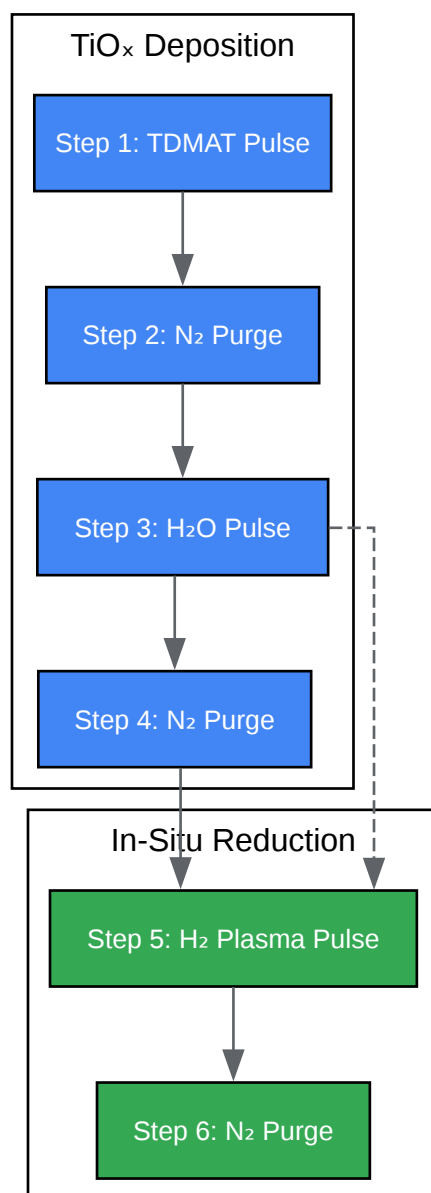 TiOₓ Deposition
Step 1: TDMAT Pulse
Step 2: N₂ Purge
Step 3: H₂O Pulse
Step 4: N₂ Purge
In-Situ Reduction
Step 5: H₂ Plasma Pulse
Step 6: N₂ Purge